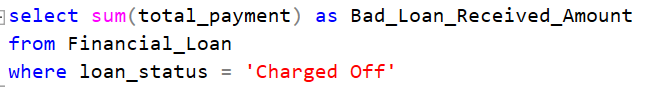 select sum(total_payment) as Bad_Loan_Received_Amount
from Financial_Loan
where loan_status = 'Charged Off'